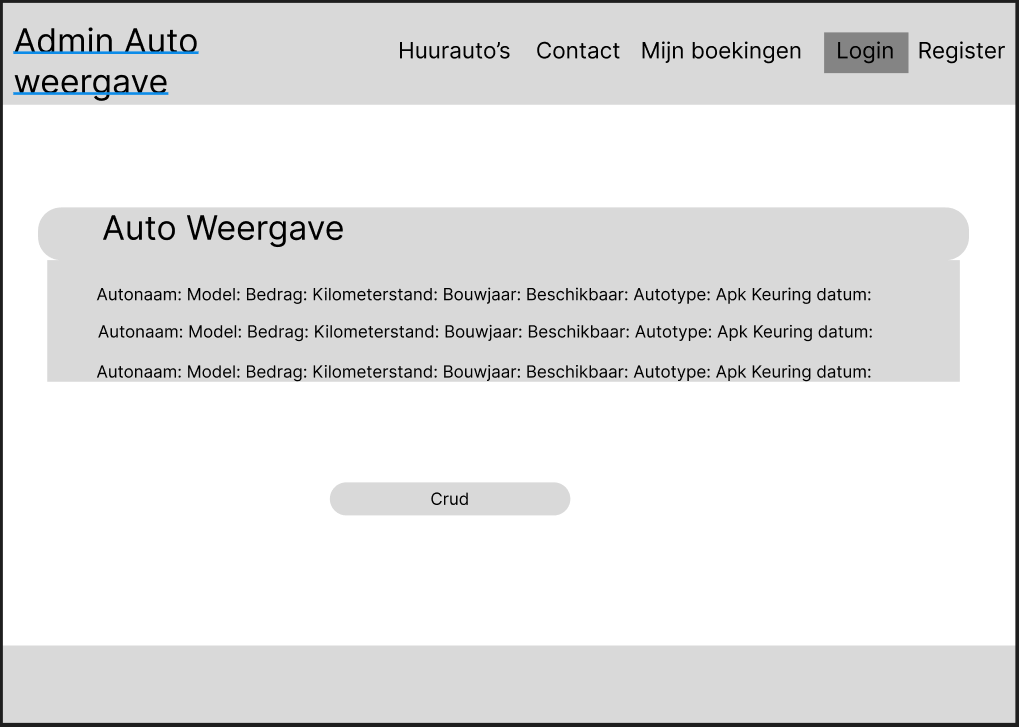 Admin Auto
weergave
Huurauto’s Contact Mijn boekingen Login Register
Auto Weergave
Autonaam: Model: Bedrag: Kilometerstand: Bouwjaar: Beschikbaar: Autotype: Apk Keuring datum:
Autonaam: Model: Bedrag: Kilometerstand: Bouwjaar: Beschikbaar: Autotype: Apk Keuring datum:
Autonaam: Model: Bedrag: Kilometerstand: Bouwjaar: Beschikbaar: Autotype: Apk Keuring datum:
Crud